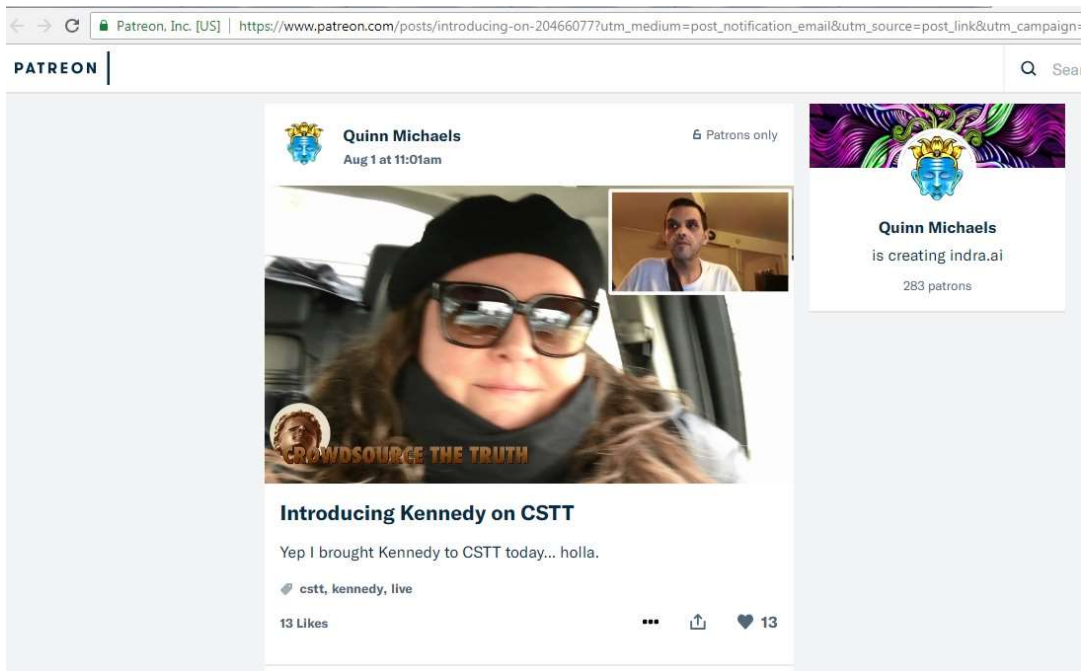 Patreon, Inc. [US] | https://www.patreon.com/posts/introducing-on-20466077?utm_medium=post_notification_email&utm_source=post_link&utm_campaign=
PATREON
Sear
Quinn Michaels
Patrons only
Aug 1 at 11:01am
CROWDSOURCE THE TRUTH
Introducing Kennedy on CSTT
Yep I brought Kennedy to CSTT today... holla.
cstt, kennedy, live
13 Likes
••• 13
Quinn Michaels
is creating indra.ai
283 patrons